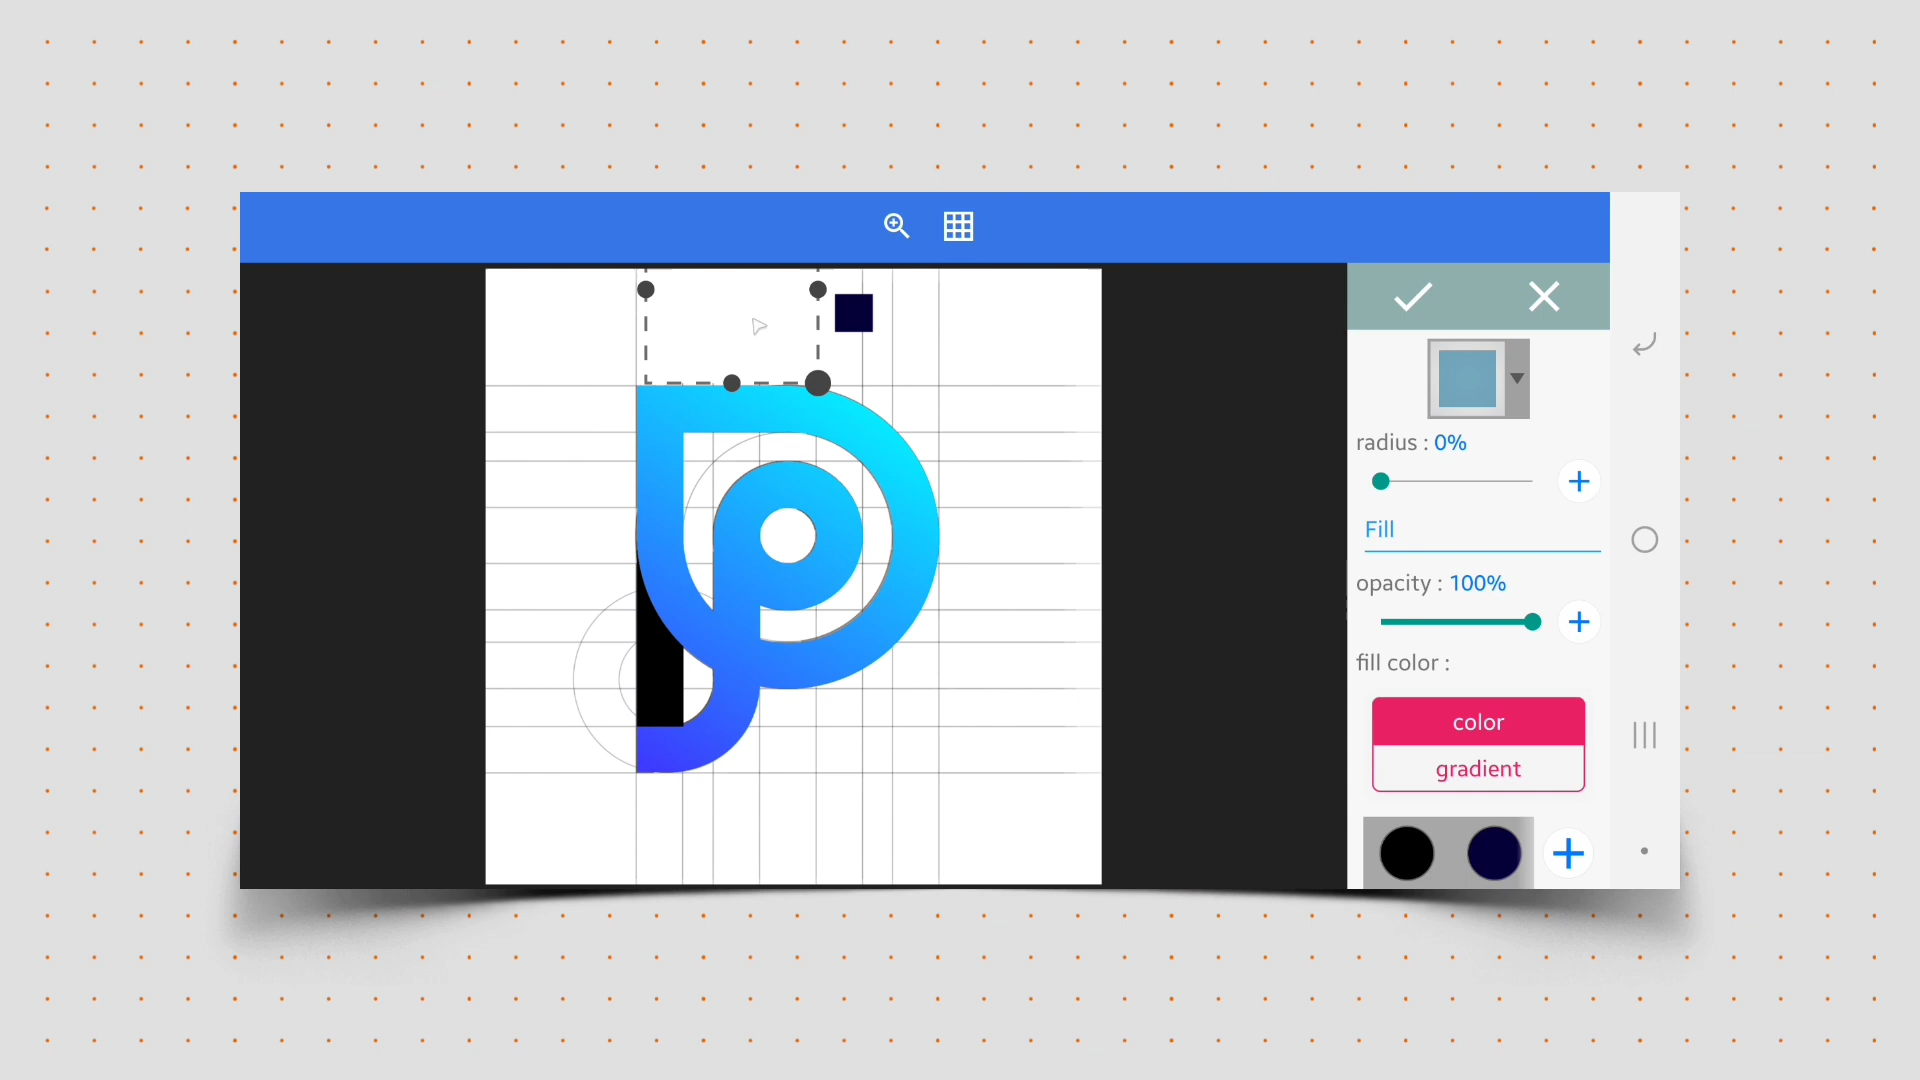 radius : 0%
Fill
opacity : 100%
fill color :
color
gradient